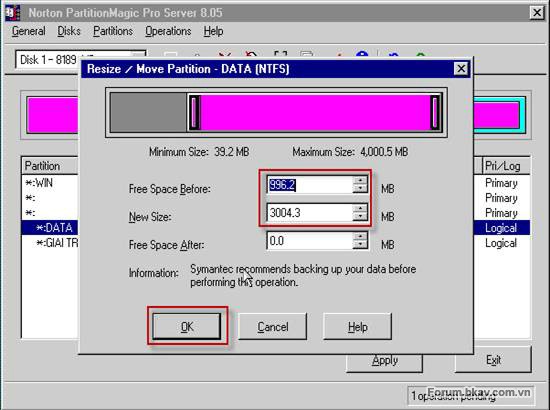 Norton PartitionMagic Pro Server 8.05
General Disks Partitions Operations
Disk 1 - 8189
Resize / Move Partition - DATA (NTFS)
Minimum Size: 39.2 MB Maximum Size: 4,000.5 MB
Free Space Before: 996.2 MB
New Size: 3004.3 MB
Free Space After: 0.0 MB
Information: Symantec recommends backing up your data before
performing this operation.
OK Cancel Help
Partition Pri/Log
*:WIN Primary
*: Primary
*: Primary
*:DATA Logical
*:GIAI TR Logical
Apply Exit
1 operation pending
Forum.bkav.com.vn